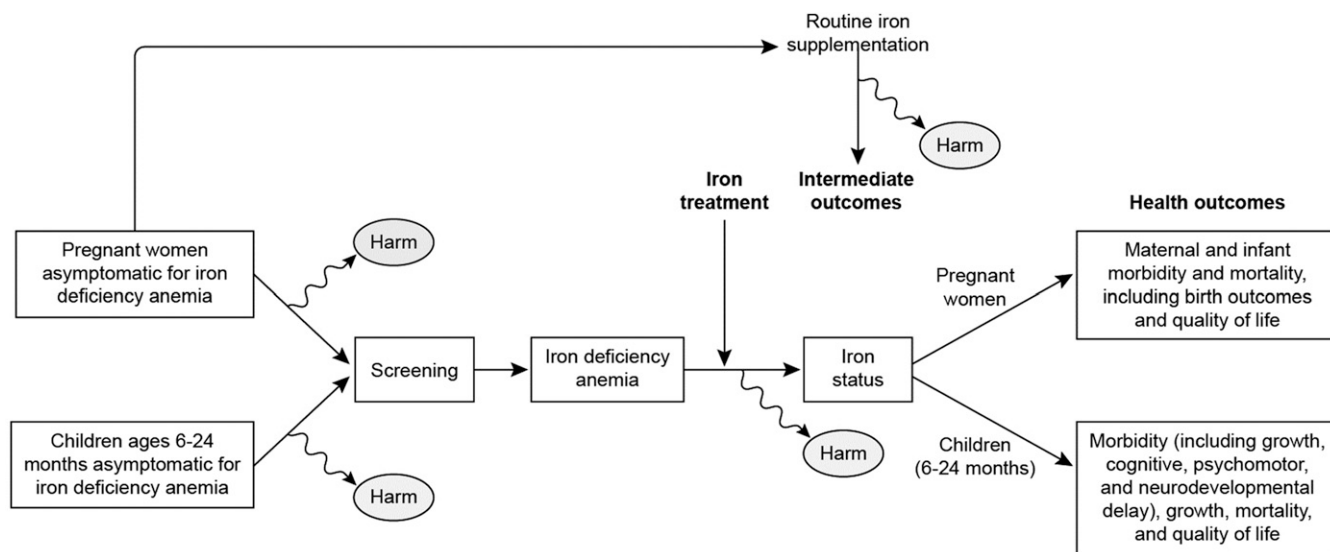 Routine iron
supplementation
Harm
Iron
treatment
Intermediate
outcomes
Health outcomes
Pregnant women
asymptomatic for iron
deficiency anemia
Harm
Pregnant
women
Maternal and infant
morbidity and mortality,
including birth outcomes
and quality of life
Screening
Iron deficiency
anemia
Iron
status
Children ages 6-24
months asymptomatic for
iron deficiency anemia
Harm
Harm
Children
(6-24 months)
Morbidity (including growth,
cognitive, psychomotor,
and neurodevelopmental
delay), growth, mortality,
and quality of life